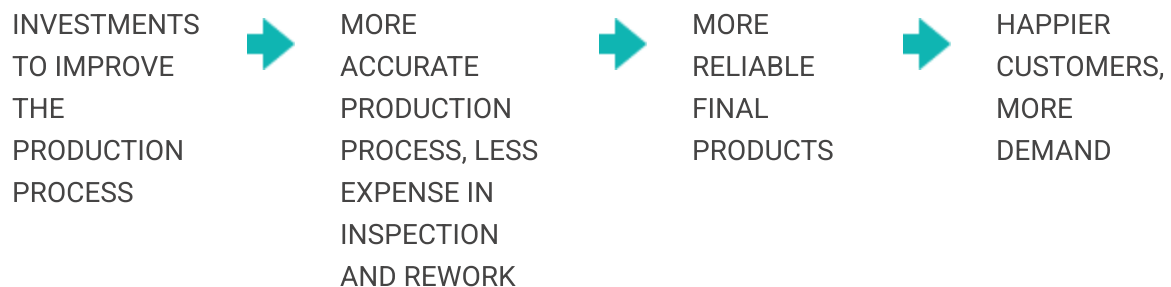 INVESTMENTS
TO IMPROVE
THE
PRODUCTION
PROCESS
MORE
ACCURATE
PRODUCTION
PROCESS, LESS
EXPENSE IN
INSPECTION
AND REWORK
MORE
RELIABLE
FINAL
PRODUCTS
HAPPIER
CUSTOMERS,
MORE
DEMAND